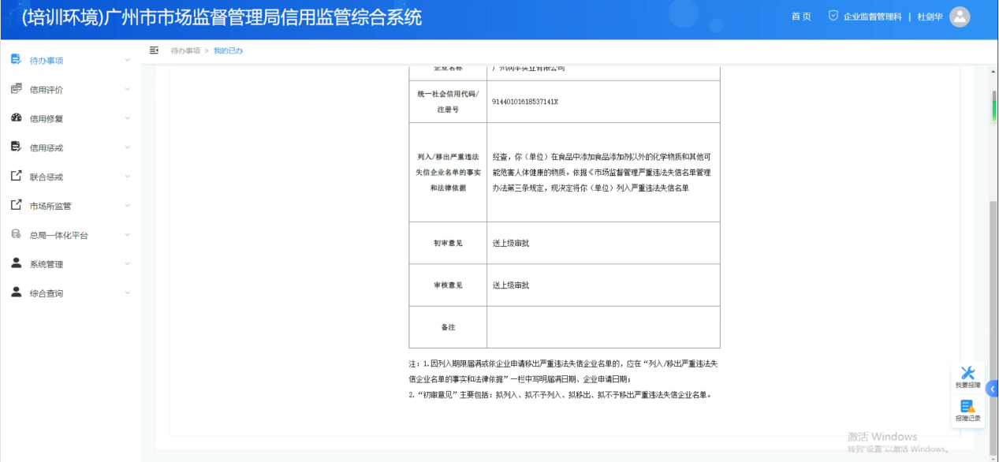 (培训环境)广州市市场监督管理局信用监管综合系统
首页
企业监督管理科 | 杜剑华
待办事项
信用评价
信用修复
信用惩戒
联合惩戒
市场所监管
总局一体化平台
系统管理
综合查询
待办事项 > 我的已办
企业名称
统一社会信用代码/
注册号
91440101618537141X
列入/移出严重违法
失信企业名单的事实
和法律依据
经查，你（单位）在食品中添加食品添加剂以外的化学物质和其他可
能危害人体健康的物质。依据《市场监督管理严重违法失信名单管理
办法第三条规定，现决定将你（单位）列入严重违法失信名单
初审意见
送上级审批
审核意见
送上级审批
备注
注：1.因列入期限届满或依企业申请移出严重违法失信企业名单的，应在“列入/移出严重违法失
信企业名单的事实和法律依据”一栏中写明届满日期、企业申请日期；
2.“初审意见”主要包括：拟列入、拟不予列入、拟移出、拟不予移出严重违法失信企业名单。
我要报障
报障记录
激活 Windows
转到“设置”以激活 Windows。